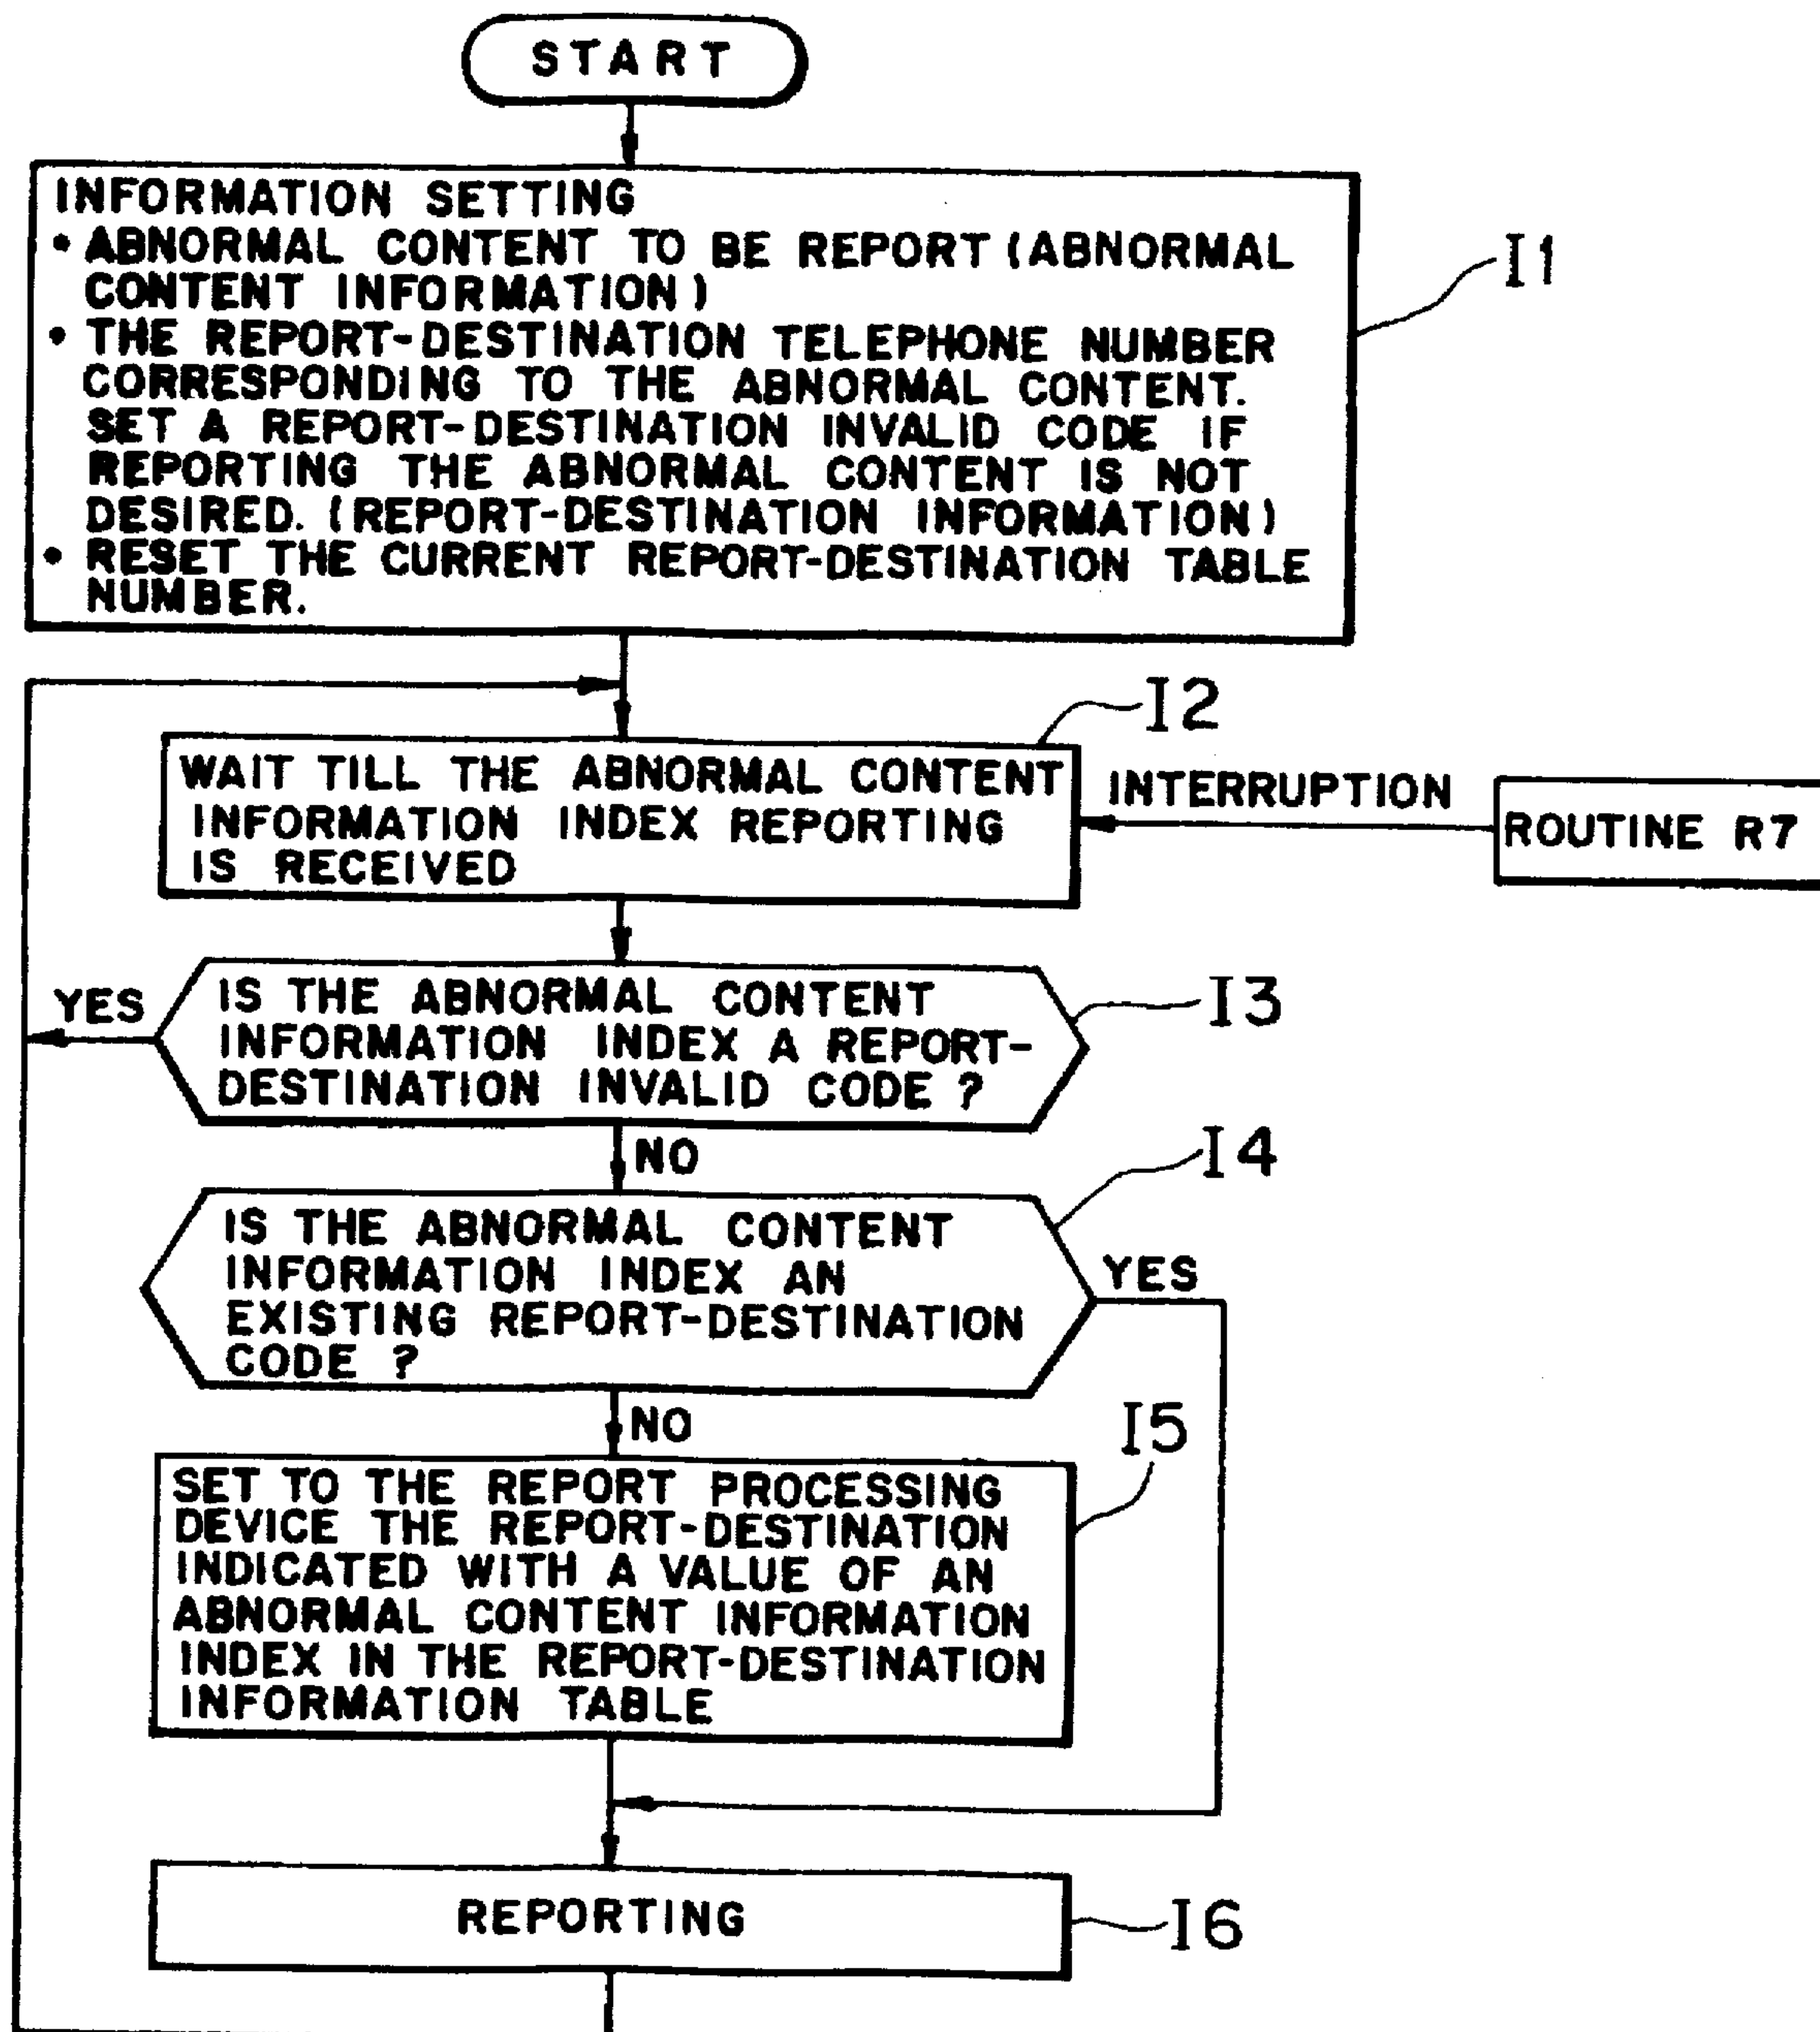 START
INFORMATION SETTING
• ABNORMAL CONTENT TO BE REPORT (ABNORMAL
CONTENT INFORMATION)
• THE REPORT-DESTINATION TELEPHONE NUMBER
CORRESPONDING TO THE ABNORMAL CONTENT.
SET A REPORT-DESTINATION INVALID CODE IF
REPORTING THE ABNORMAL CONTENT IS NOT
DESIRED. (REPORT-DESTINATION INFORMATION)
• RESET THE CURRENT REPORT-DESTINATION TABLE
NUMBER.
I1
I2
WAIT TILL THE ABNORMAL CONTENT
INFORMATION INDEX REPORTING
IS RECEIVED
INTERRUPTION
ROUTINE R7
YES
IS THE ABNORMAL CONTENT
INFORMATION INDEX A REPORT-
DESTINATION INVALID CODE ?
I3
NO
I4
IS THE ABNORMAL CONTENT
INFORMATION INDEX AN
EXISTING REPORT-DESTINATION
CODE ?
YES
NO
I5
SET TO THE REPORT PROCESSING
DEVICE THE REPORT-DESTINATION
INDICATED WITH A VALUE OF AN
ABNORMAL CONTENT INFORMATION
INDEX IN THE REPORT-DESTINATION
INFORMATION TABLE
REPORTING
I6